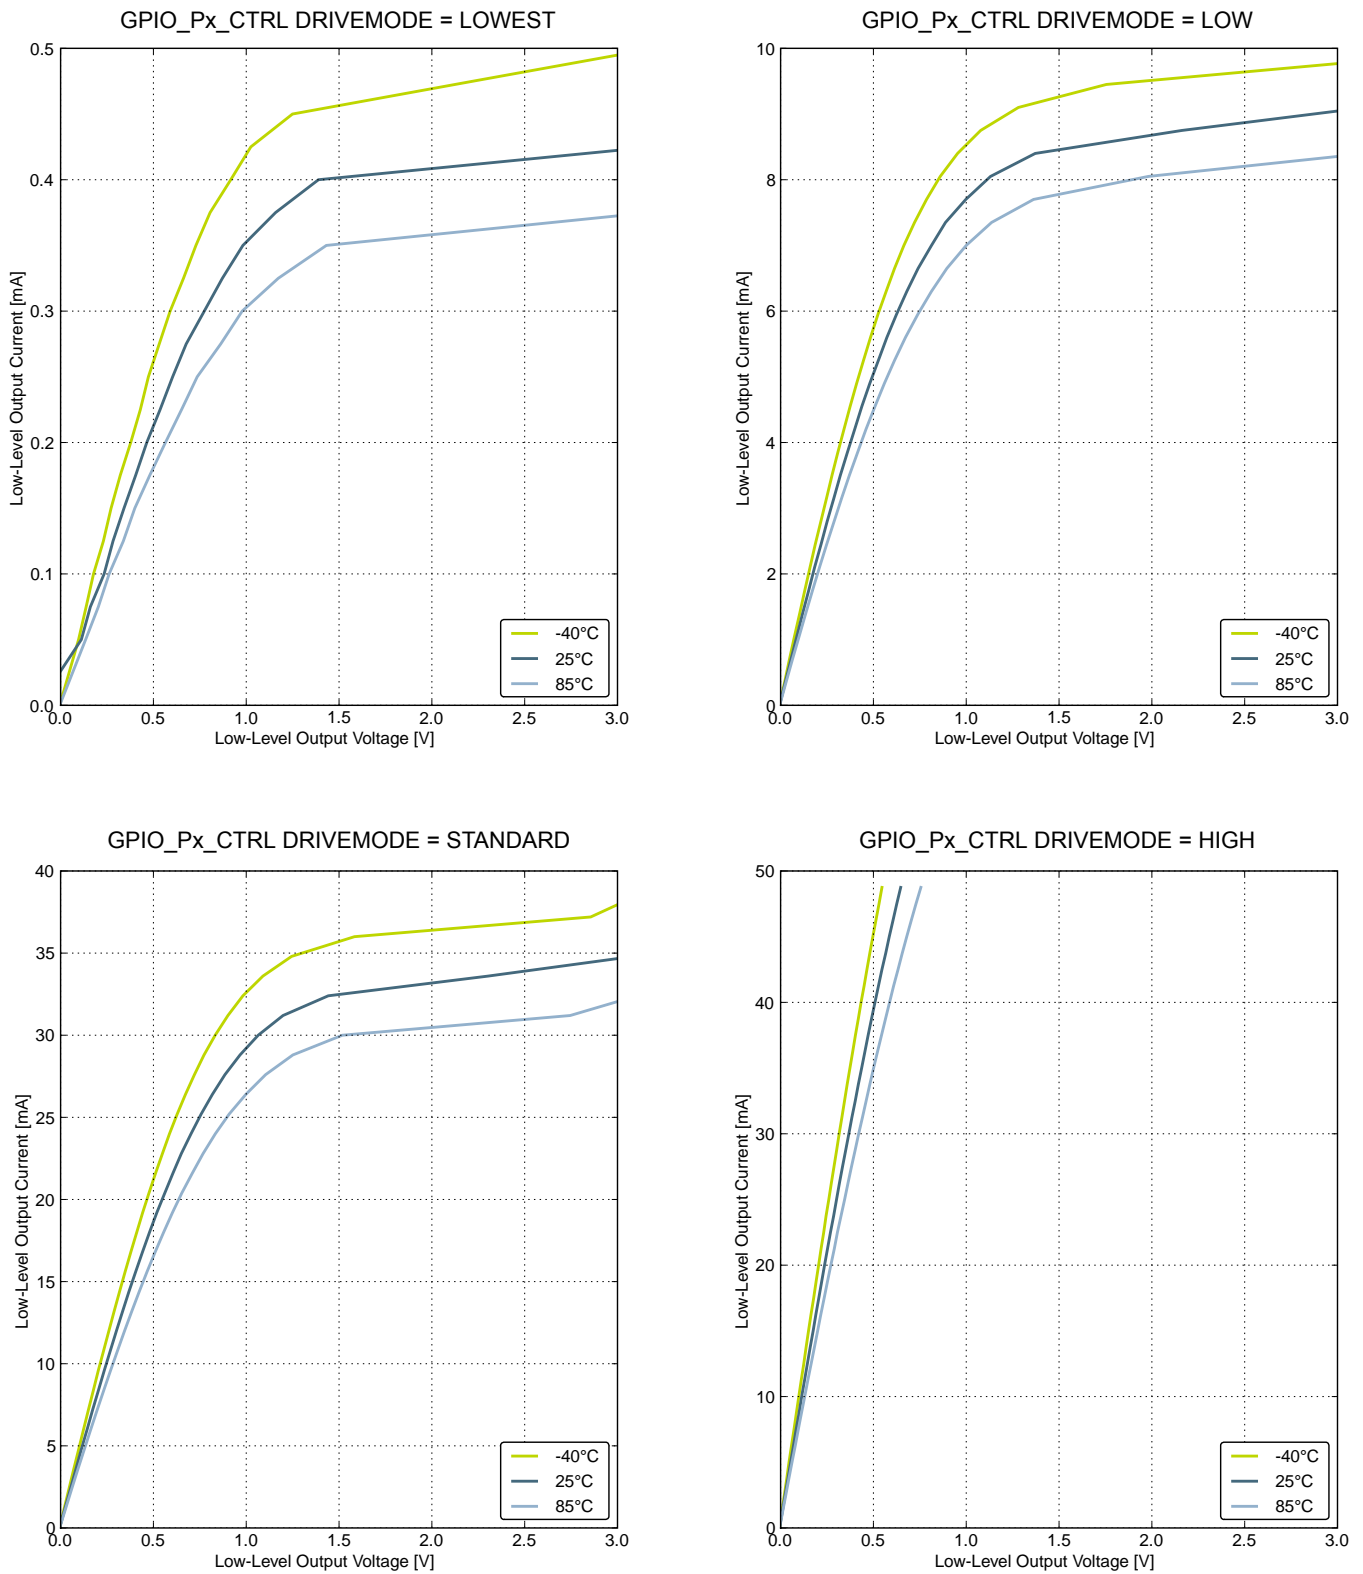 GPIO_Px_CTRL DRIVEMODE = LOWEST
0.5
0.4
0.3
0.2
0.1
0.0
Low-Level Output Current [mA]
-40°C
25°C
85°C
0.0 0.5 1.0 1.5 2.0 2.5 3.0
Low-Level Output Voltage [V]
GPIO_Px_CTRL DRIVEMODE = LOW
10
8
6
4
2
0
Low-Level Output Current [mA]
-40°C
25°C
85°C
0.0 0.5 1.0 1.5 2.0 2.5 3.0
Low-Level Output Voltage [V]
GPIO_Px_CTRL DRIVEMODE = STANDARD
40
35
30
25
20
15
10
5
0
Low-Level Output Current [mA]
-40°C
25°C
85°C
0.0 0.5 1.0 1.5 2.0 2.5 3.0
Low-Level Output Voltage [V]
GPIO_Px_CTRL DRIVEMODE = HIGH
50
40
30
20
10
0
Low-Level Output Current [mA]
-40°C
25°C
85°C
0.0 0.5 1.0 1.5 2.0 2.5 3.0
Low-Level Output Voltage [V]